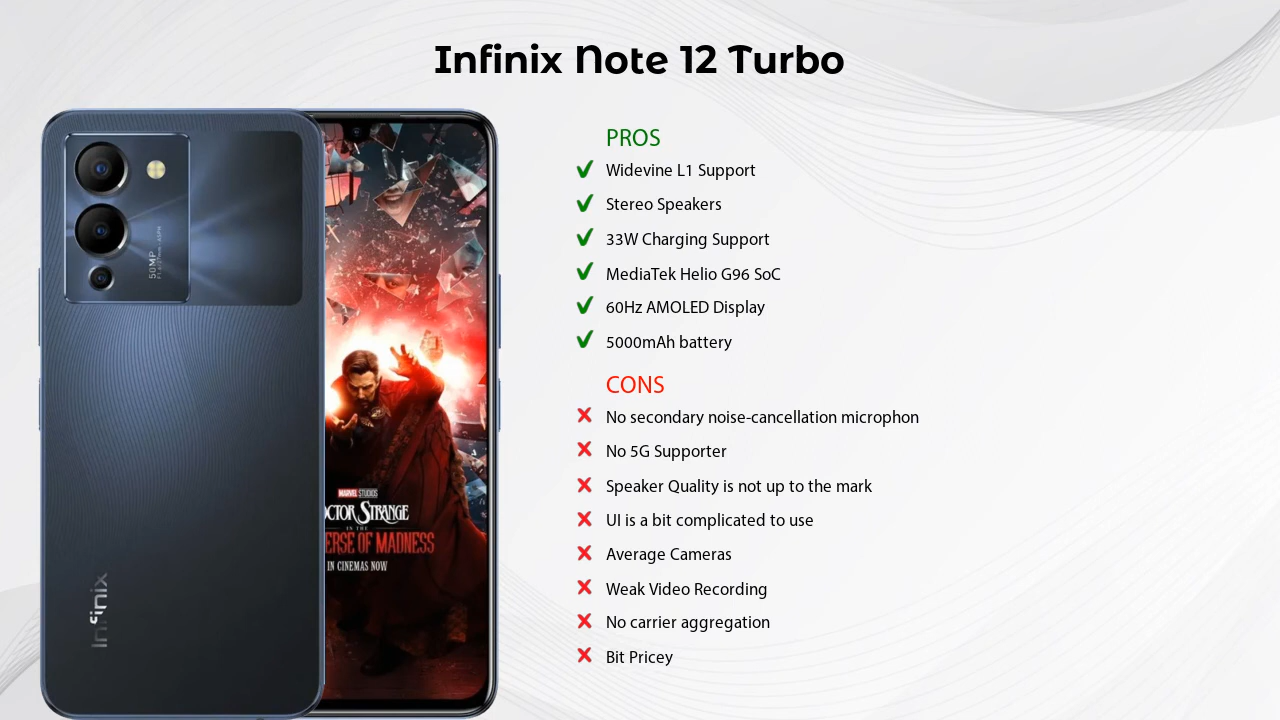 Infinix Note 12 Turbo
PROS
Widevine L1 Support
Stereo Speakers
33W Charging Support
MediaTek Helio G96 SoC
60Hz AMOLED Display
5000mAh battery
CONS
No secondary noise-cancellation microphon
No 5G Supporter
Speaker Quality is not up to the mark
UI is a bit complicated to use
Average Cameras
Weak Video Recording
No carrier aggregation
Bit Pricey
50MP
Infinix
MARVEL STUDIOS
CTOR STRANGE
IN THE
ERSE OF MADNESS
IN CINEMAS NOW